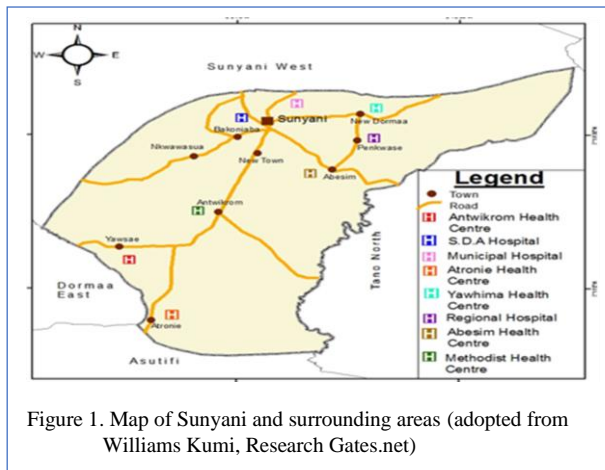 N
W
E
S
Sunyani West
Sunyani
New Dormaa
Bakoniaba
Penkwase
Nkwawasua
New Town
Abesim
Antwikrom
Yawsae
Dormaa
East
Tano North
Atronie
Asutifi
Legend
Town
Road
H Antwikrom Health
Centre
H S.D.A Hospital
H Municipal Hospital
H Atronie Health
Centre
H Yawhima Health
Centre
H Regional Hospital
H Abesim Health
Centre
H Methodist Health
Centre
Figure 1. Map of Sunyani and surrounding areas (adopted from
Williams Kumi, Research Gates.net)